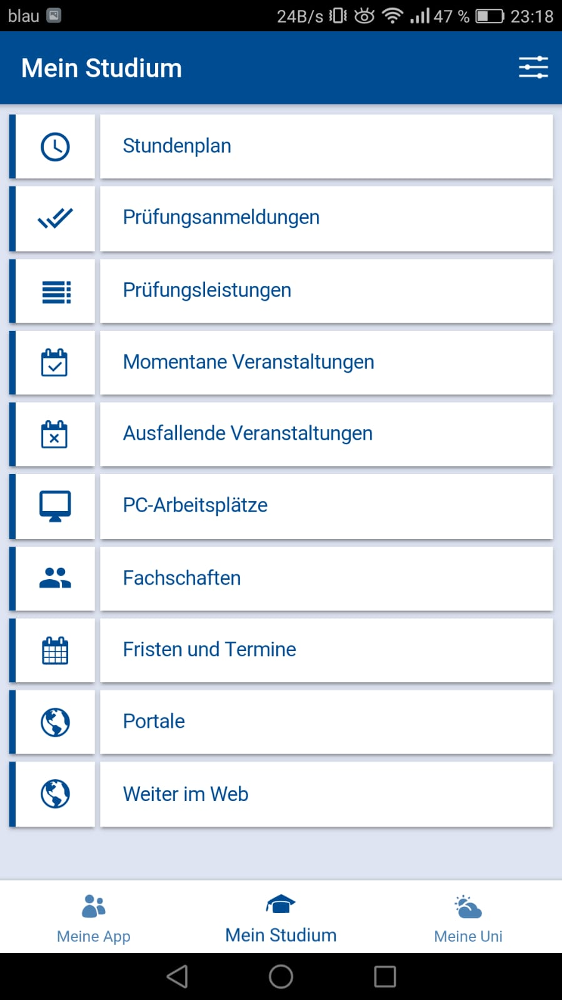 blau 24B/s 47 % 23:18
Mein Studium
Stundenplan
Prüfungsanmeldungen
Prüfungsleistungen
Momentane Veranstaltungen
Ausfallende Veranstaltungen
PC-Arbeitsplätze
Fachschaften
Fristen und Termine
Portale
Weiter im Web
Meine App Mein Studium Meine Uni